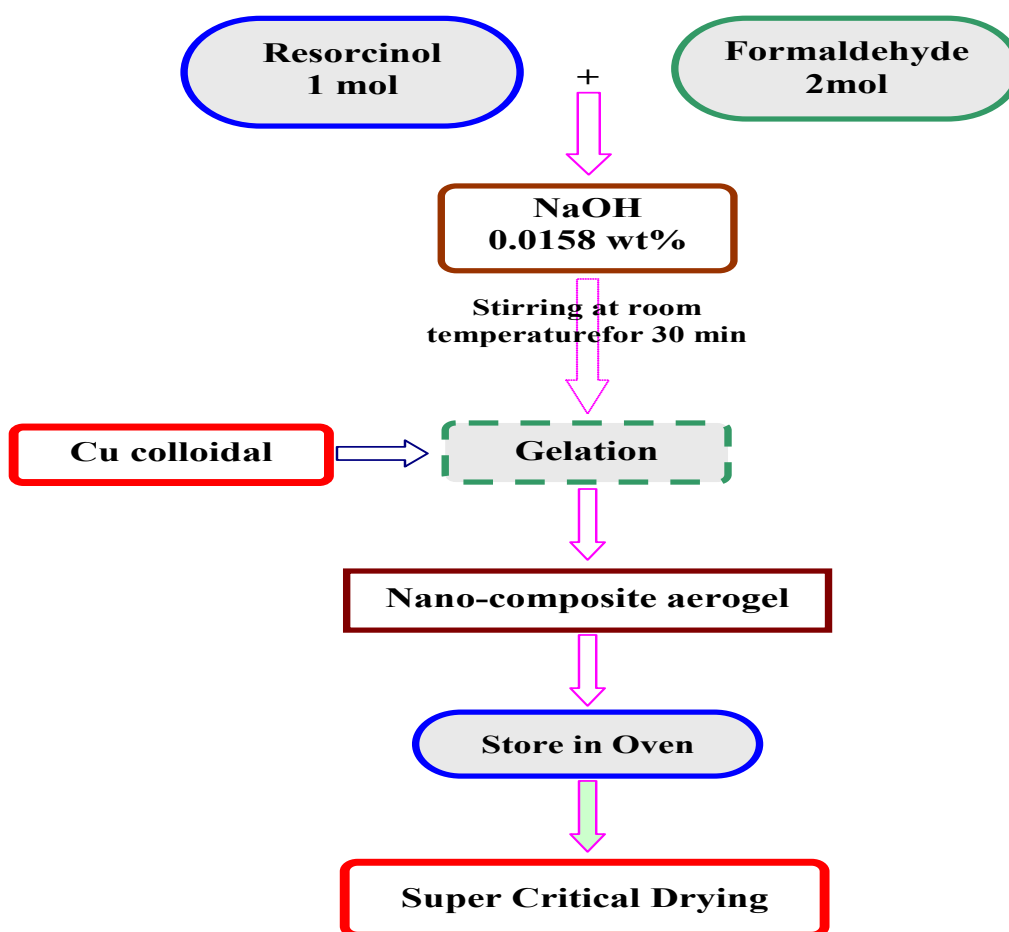 Resorcinol
1 mol
+
Formaldehyde
2mol
NaOH
0.0158 wt%
Stirring at room
temperaturefor 30 min
Cu colloidal
Gelation
Nano-composite aerogel
Store in Oven
Super Critical Drying